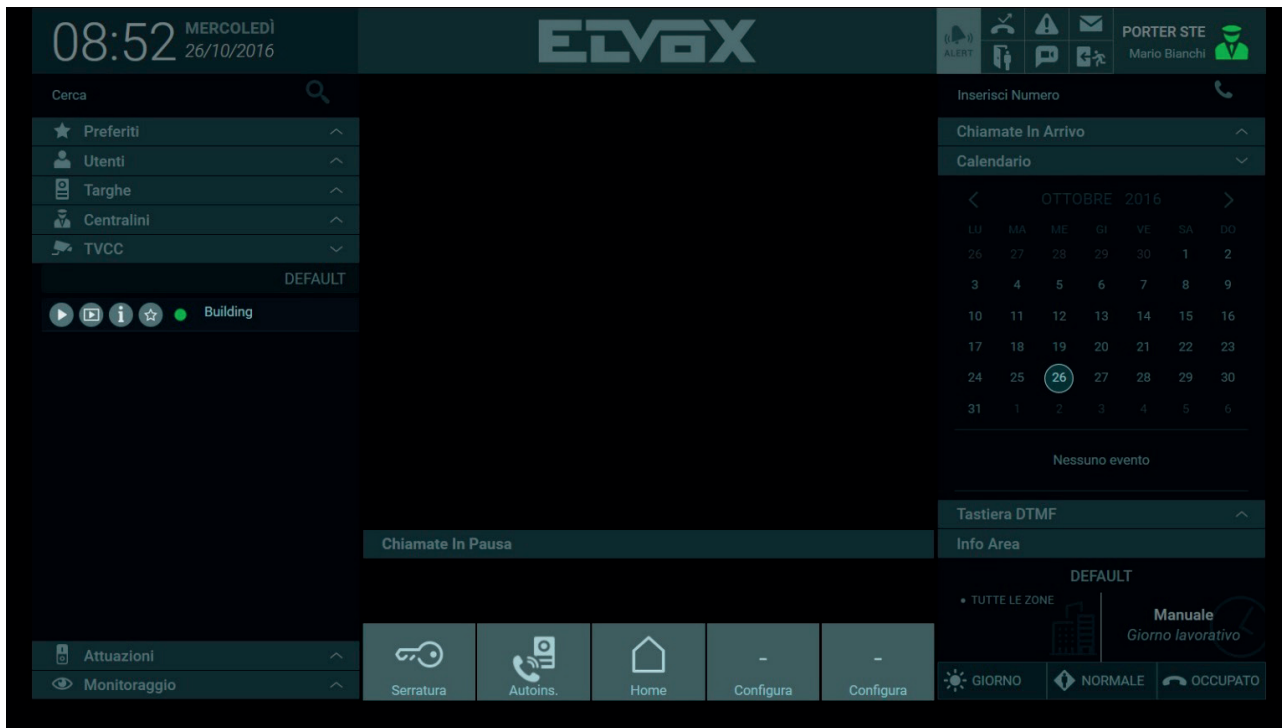 08:52 MERCOLEDÌ
26/10/2016
ELVOX
ALERT
PORTER STE
Mario Bianchi
Cerca
Preferiti
Utenti
Targhe
Centralini
TVCC
DEFAULT
Building
Attuazioni
Monitoraggio
Chiamate In Pausa
Serratura
Autoins.
Home
-
Configura
-
Configura
Inserisci Numero
Chiamate In Arrivo
Calendario
OTTOBRE 2016
LU MA ME GI VE SA DO
26 27 28 29 30 1 2
3 4 5 6 7 8 9
10 11 12 13 14 15 16
17 18 19 20 21 22 23
24 25 26 27 28 29 30
31 1 2 3 4 5 6
Nessuno evento
Tastiera DTMF
Info Area
DEFAULT
• TUTTE LE ZONE
Manuale
Giorno lavorativo
GIORNO
NORMALE
OCCUPATO